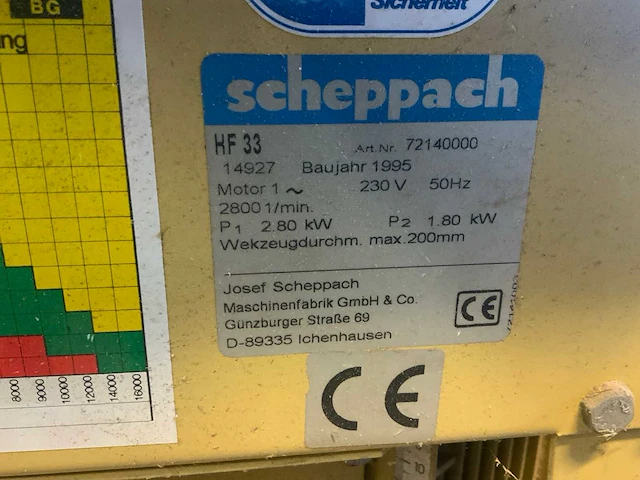 BG
ng
Sicherheit
scheppach
HF 33 Art. Nr. 72140000
14927 Baujahr 1995
Motor 1 ~ 230 V 50Hz
2800 1/min.
P1 2.80 kW P2 1.80 kW
Wekzeugdurchm. max.200mm
Josef Scheppach
Maschinenfabrik GmbH & Co.
Günzburger Straße 69
D-89335 Ichenhausen
CE
CE
8000 9000 10000 12000 14000 16000
10